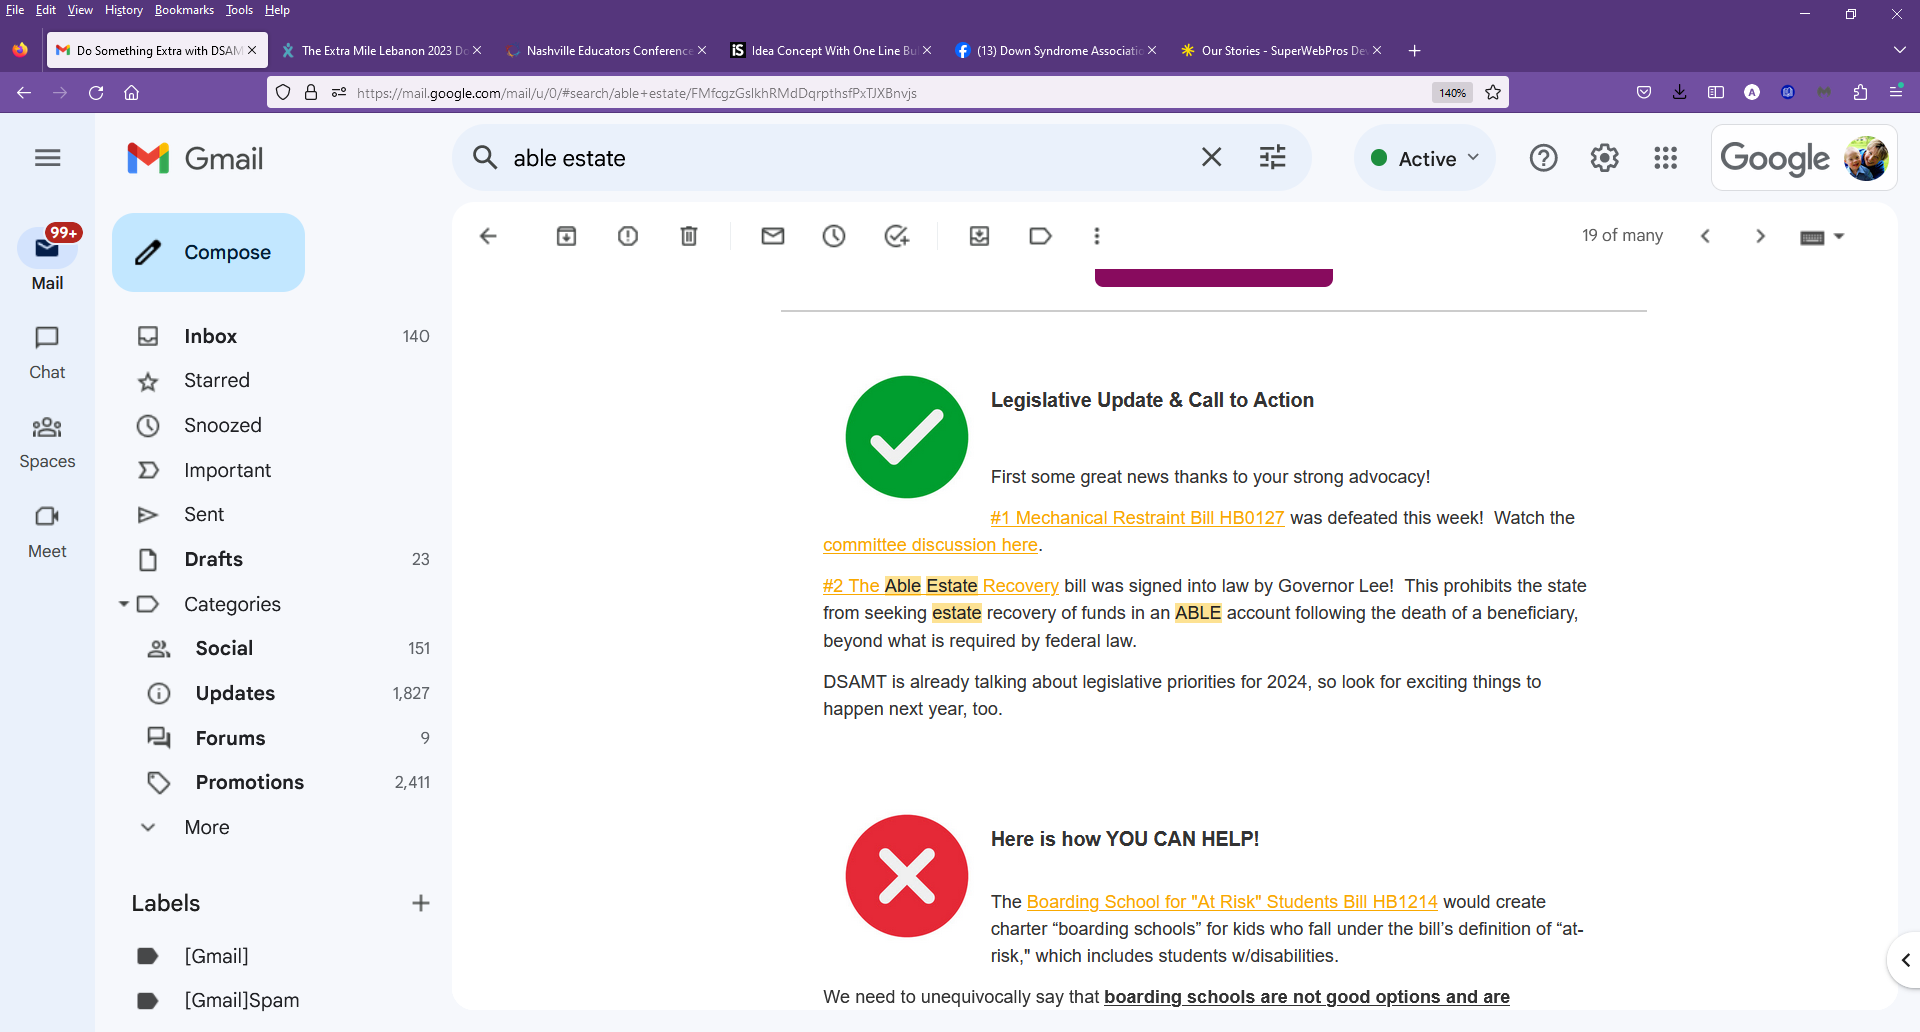 File Edit View History Bookmarks Tools Help
Do Something Extra with DSAM
The Extra Mile Lebanon 2023 Do
Nashville Educators Conference
iS Idea Concept With One Line Bu
(13) Down Syndrome Associatio
Our Stories - SuperWebPros De
https://mail.google.com/mail/u/0/#search/able+estate/FMfcgzGslkhRMdDqrpthsfPxTJXBnvjs
140%
Gmail
able estate
Active
Google
99+
Mail
Chat
Spaces
Meet
Compose
Inbox 140
Starred
Snoozed
Important
Sent
Drafts 23
Categories
Social 151
Updates 1,827
Forums 9
Promotions 2,411
More
Labels
[Gmail]
[Gmail]Spam
19 of many
Legislative Update & Call to Action
First some great news thanks to your strong advocacy!
#1 Mechanical Restraint Bill HB0127 was defeated this week! Watch the
committee discussion here.
#2 The Able Estate Recovery bill was signed into law by Governor Lee! This prohibits the state
from seeking estate recovery of funds in an ABLE account following the death of a beneficiary,
beyond what is required by federal law.
DSAMT is already talking about legislative priorities for 2024, so look for exciting things to
happen next year, too.
Here is how YOU CAN HELP!
The Boarding School for "At Risk" Students Bill HB1214 would create
charter “boarding schools” for kids who fall under the bill’s definition of “at-
risk," which includes students w/disabilities.
We need to unequivocally say that boarding schools are not good options and are